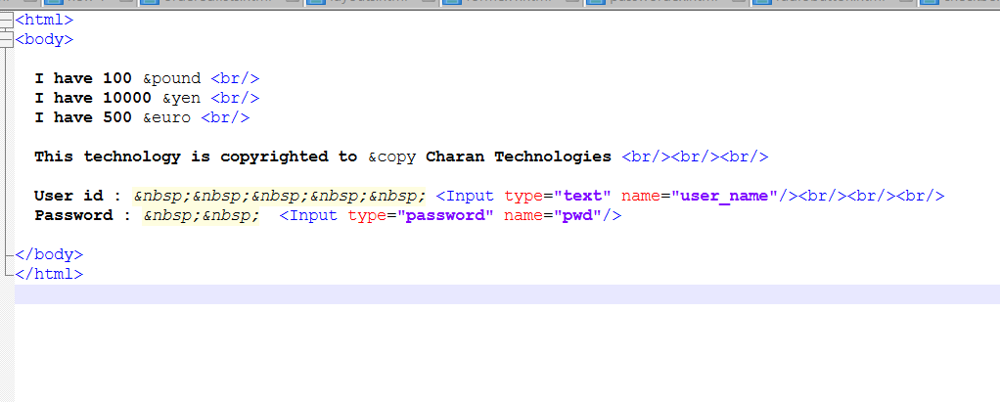 <html>
<body>
I have 100 &pound <br/>
I have 10000 &yen <br/>
I have 500 &euro <br/>
This technology is copyrighted to &copy Charan Technologies <br/><br/><br/>
User id : &nbsp;&nbsp;&nbsp;&nbsp;&nbsp; <Input type="text" name="user_name"/><br/><br/><br/>
Password : &nbsp;&nbsp;  <Input type="password" name="pwd"/>
</body>
</html>